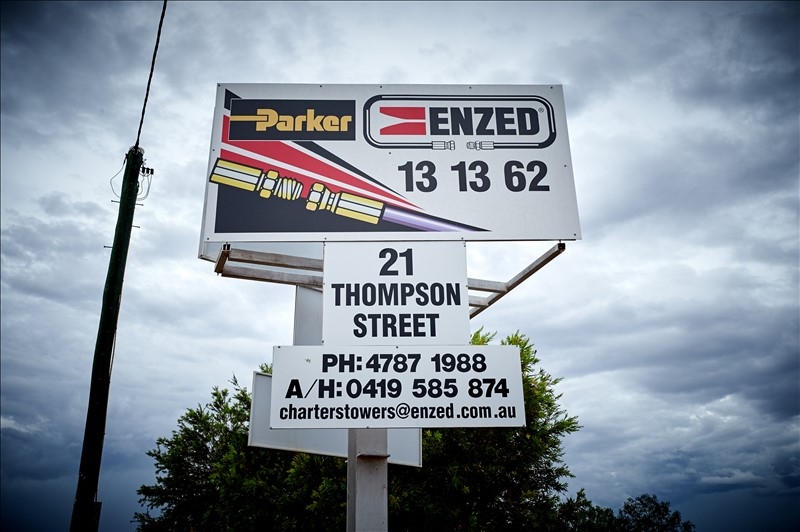 Parker ENZED
13 13 62
21
THOMPSON
STREET
PH: 4787 1988
A/H: 0419 585 874
charterstowers@enzed.com.au